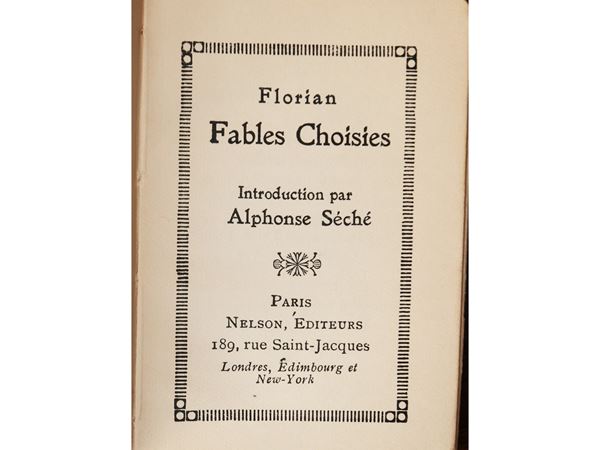 Florian
Fables Choisies
Introduction par
Alphonse Séché
PARIS
NELSON, ÉDITEURS
189, rue Saint-Jacques
Londres, Édimbourg et
New-York